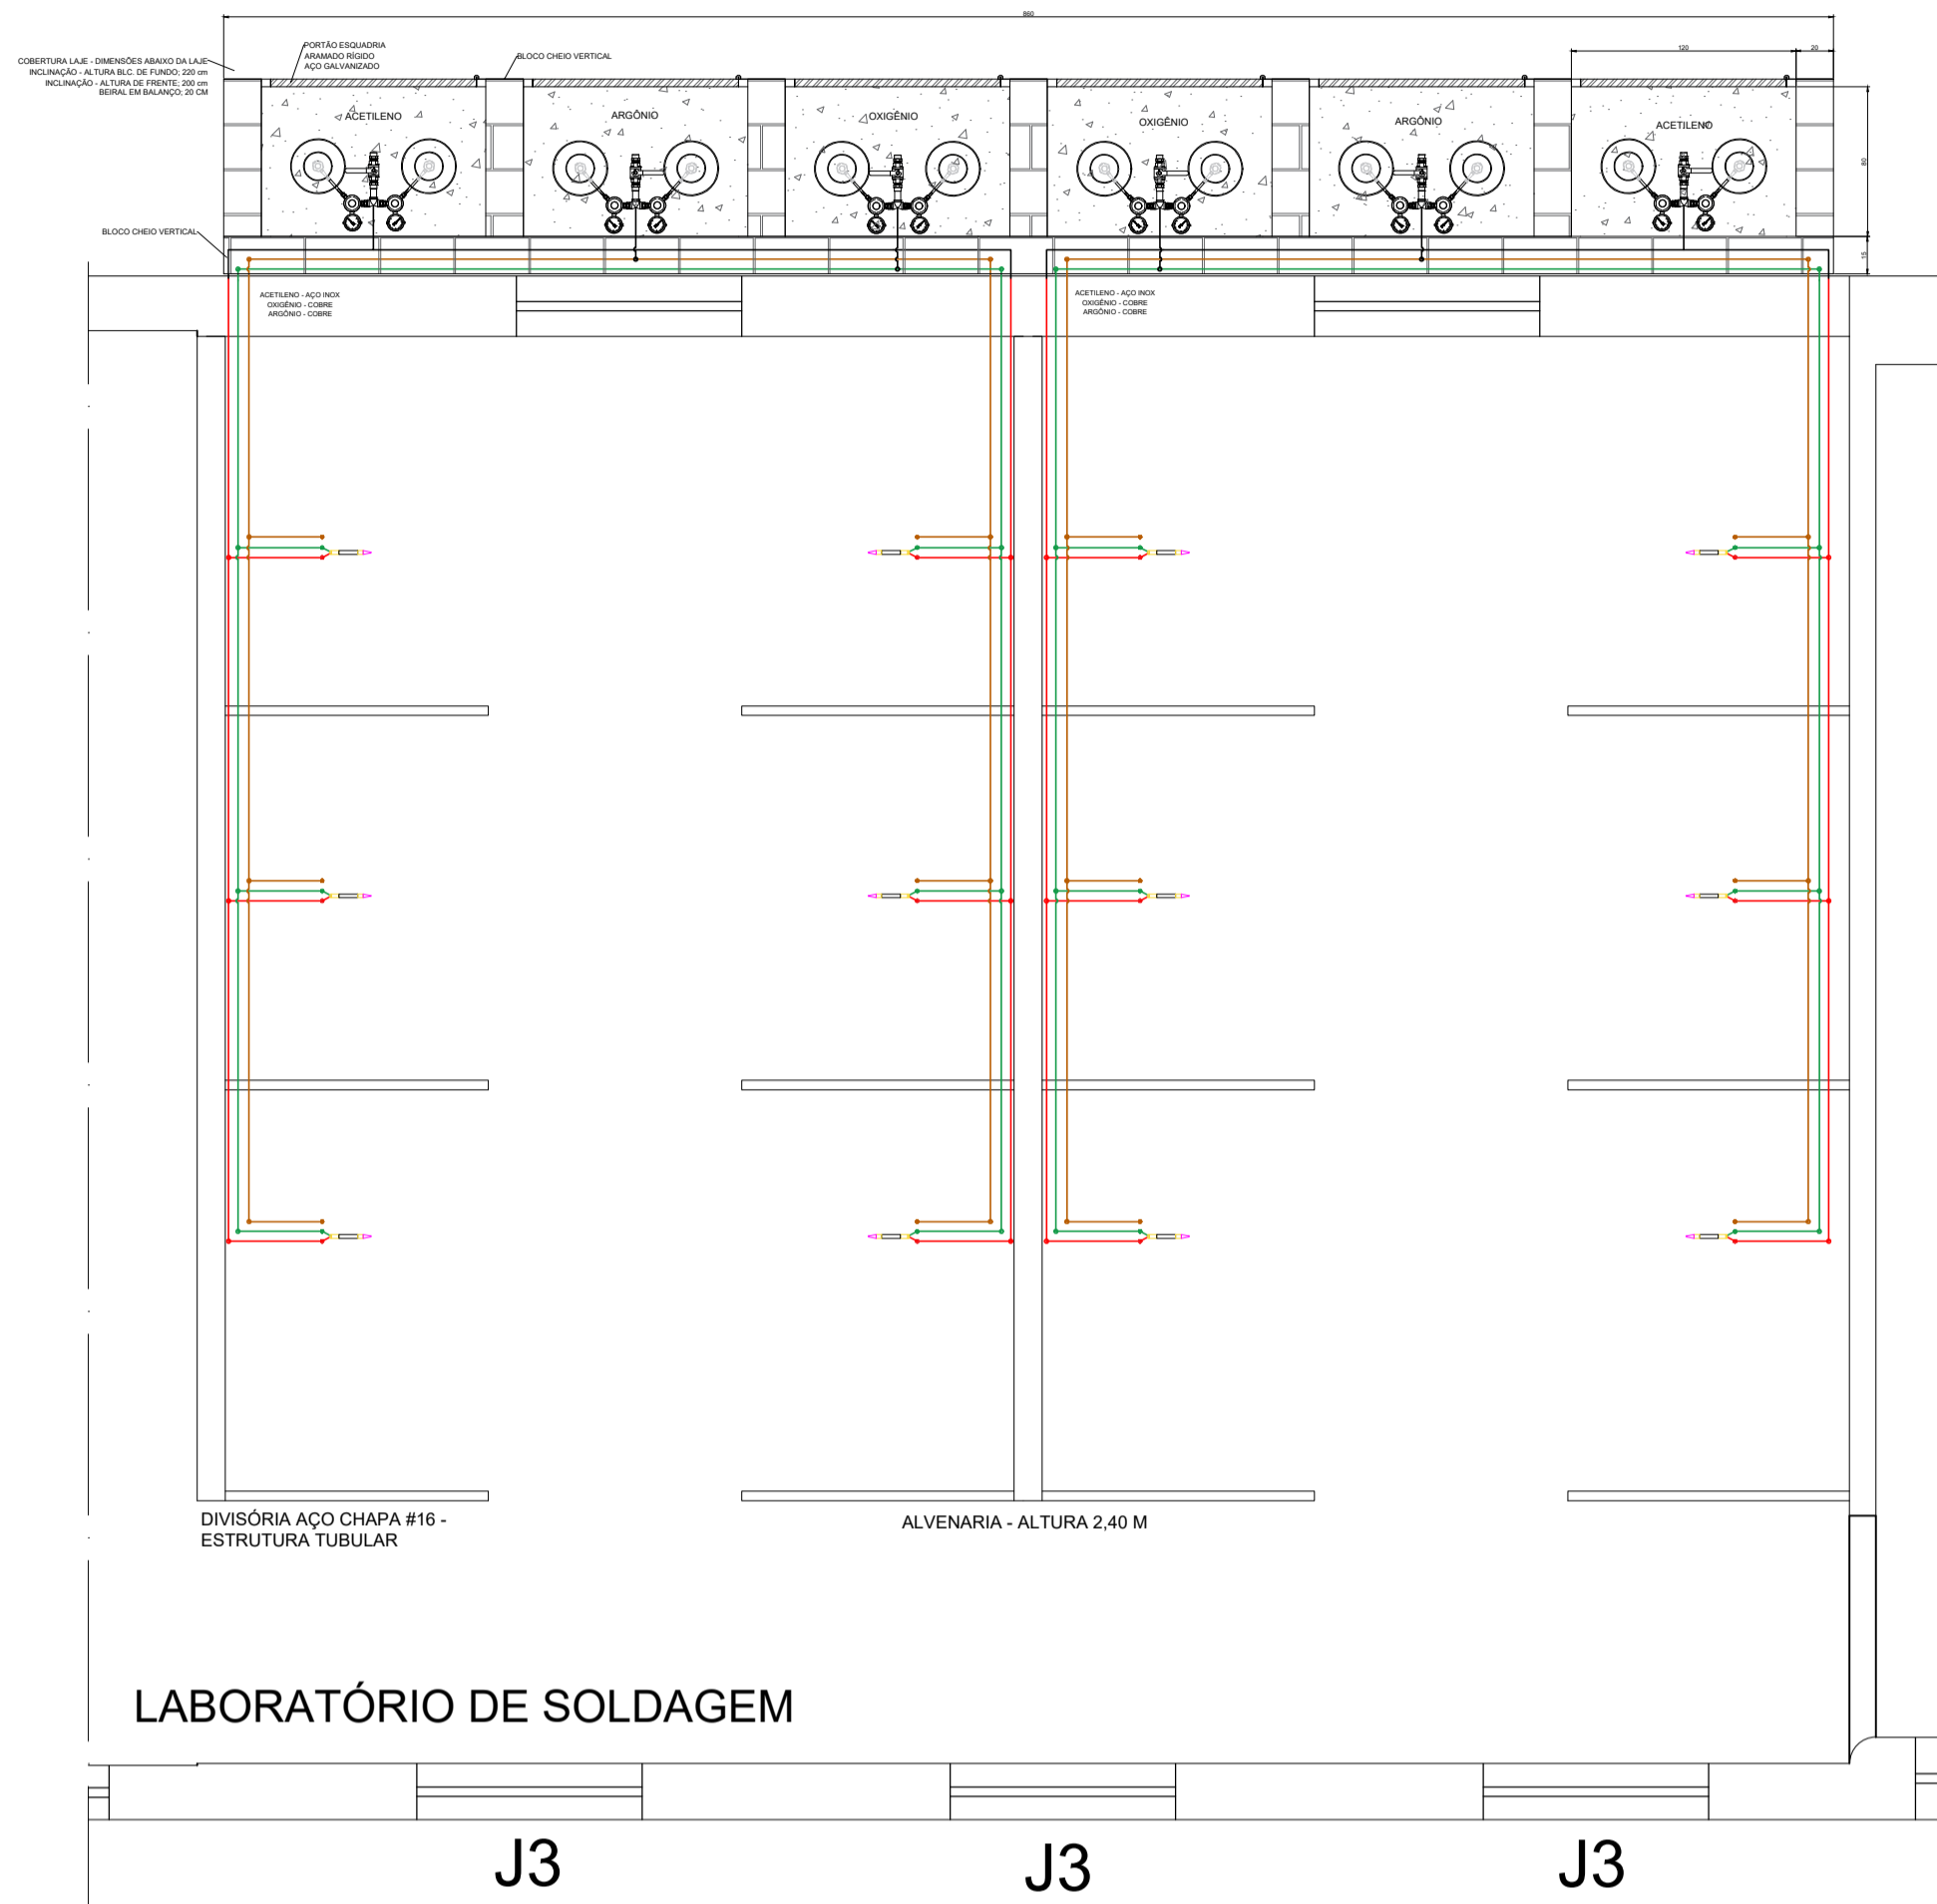 860
PORTÃO ESQUADRIA
ARAMADO RÍGIDO
AÇO GALVANIZADO
BLOCO CHEIO VERTICAL
120
20
COBERTURA LAJE - DIMENSÕES ABAIXO DA LAJE
INCLINAÇÃO - ALTURA BLC. DE FUNDO; 220 cm
INCLINAÇÃO - ALTURA DE FRENTE; 200 cm
BEIRAL EM BALANÇO; 20 CM
ACETILENO
ARGÔNIO
OXIGÊNIO
OXIGÊNIO
ARGÔNIO
ACETILENO
80
BLOCO CHEIO VERTICAL
15
ACETILENO - AÇO INOX
OXIGÊNIO - COBRE
ARGÔNIO - COBRE
ACETILENO - AÇO INOX
OXIGÊNIO - COBRE
ARGÔNIO - COBRE
DIVISÓRIA AÇO CHAPA #16 -
ESTRUTURA TUBULAR
ALVENARIA - ALTURA 2,40 M
LABORATÓRIO DE SOLDAGEM
J3
J3
J3